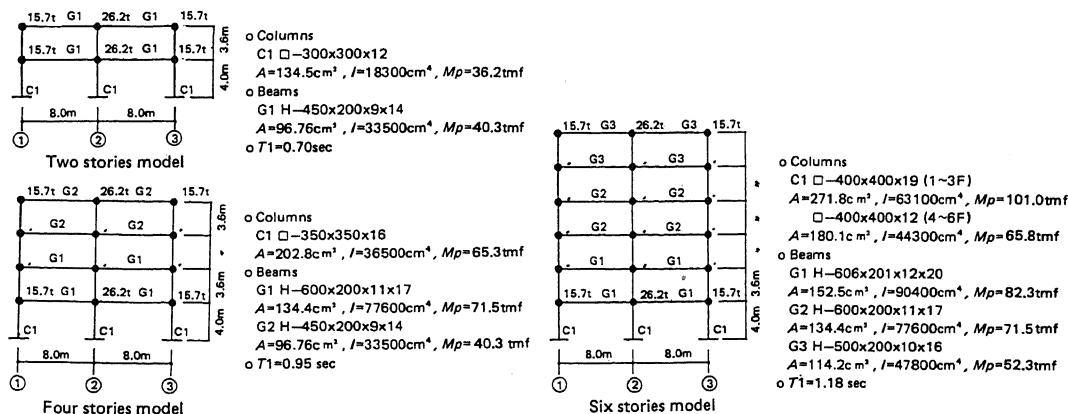 15.7t G1 26.2t G1 15.7t
15.7t G1 26.2t G1 15.7t
C1 C1 C1
3.6m
4.0m
8.0m 8.0m
① ② ③
Two stories model
o Columns
C1 □-300x300x12
A=134.5cm², I=18300cm⁴, Mp=36.2tmf
o Beams
G1 H-450x200x9x14
A=96.76cm², I=33500cm⁴, Mp=40.3tmf
o T1=0.70sec
15.7t G2 26.2t G2 15.7t
〃 G2 〃 G2 〃
〃 G1 〃 G1 〃
15.7t G1 26.2t G1 15.7t
C1 C1 C1
3.6m
〃
3.6m
4.0m
8.0m 8.0m
① ② ③
Four stories model
o Columns
C1 □-350x350x16
A=202.8cm², I=36500cm⁴, Mp=65.3tmf
o Beams
G1 H-600x200x11x17
A=134.4cm², I=77600cm⁴, Mp=71.5tmf
G2 H-450x200x9x14
A=96.76cm², I=33500cm⁴, Mp=40.3 tmf
o T1=0.95 sec
15.7t G3 26.2t G3 15.7t
〃 G3 〃 G3 〃
〃 G2 〃 G2 〃
〃 G2 〃 G2 〃
〃 G1 〃 G1 〃
15.7t G1 26.2t G1 15.7t
C1 C1 C1
〃
〃
〃
3.6m
4.0m
8.0m 8.0m
① ② ③
Six stories model
o Columns
C1 □-400x400x19 (1~3F)
A=271.8cm², I=63100cm⁴, Mp=101.0tmf
□-400x400x12 (4~6F)
A=180.1cm², I=44300cm⁴, Mp=65.8tmf
o Beams
G1 H-606x201x12x20
A=152.5cm², I=90400cm⁴, Mp=82.3tmf
G2 H-600x200x11x17
A=134.4cm², I=77600cm⁴, Mp=71.5tmf
G3 H-500x200x10x16
A=114.2cm², I=47800cm⁴, Mp=52.3tmf
o T1=1.18 sec